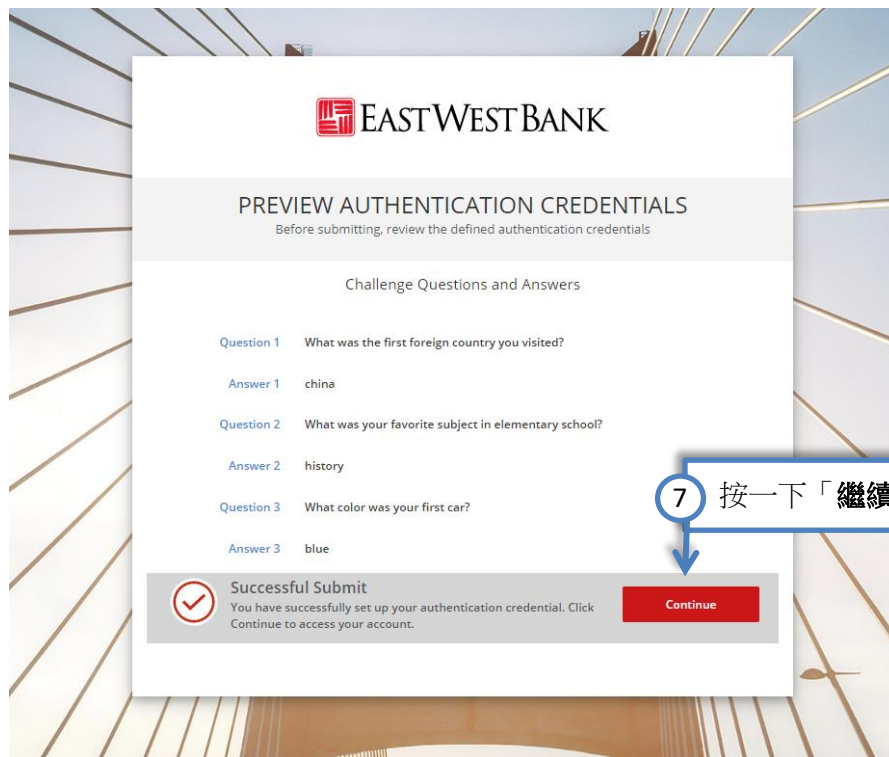 EASTWESTBANK
PREVIEW AUTHENTICATION CREDENTIALS
Before submitting, review the defined authentication credentials
Challenge Questions and Answers
Question 1 What was the first foreign country you visited?
Answer 1 china
Question 2 What was your favorite subject in elementary school?
Answer 2 history
Question 3 What color was your first car?
7 按一下「繼續
Answer 3 blue
Successful Submit
You have successfully set up your authentication credential. Click
Continue to access your account.
Continue